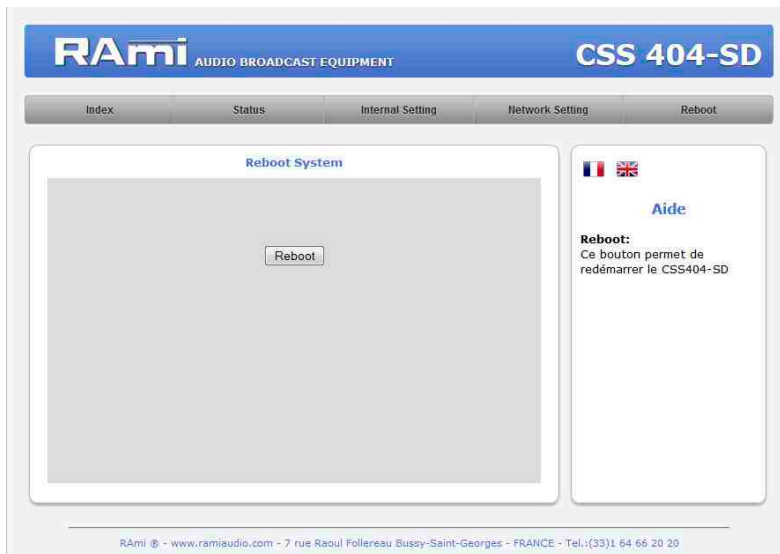 RAmi AUDIO BROADCAST EQUIPMENT CSS 404-SD
Index Status Internal Setting Network Setting Reboot
Reboot System
Reboot
Aide
Reboot:
Ce bouton permet de
redémarrer le CSS404-SD
RAmi ® - www.ramiaudio.com - 7 rue Raoul Follereau Bussy-Saint-Georges - FRANCE - Tel.:(33)1 64 66 20 20